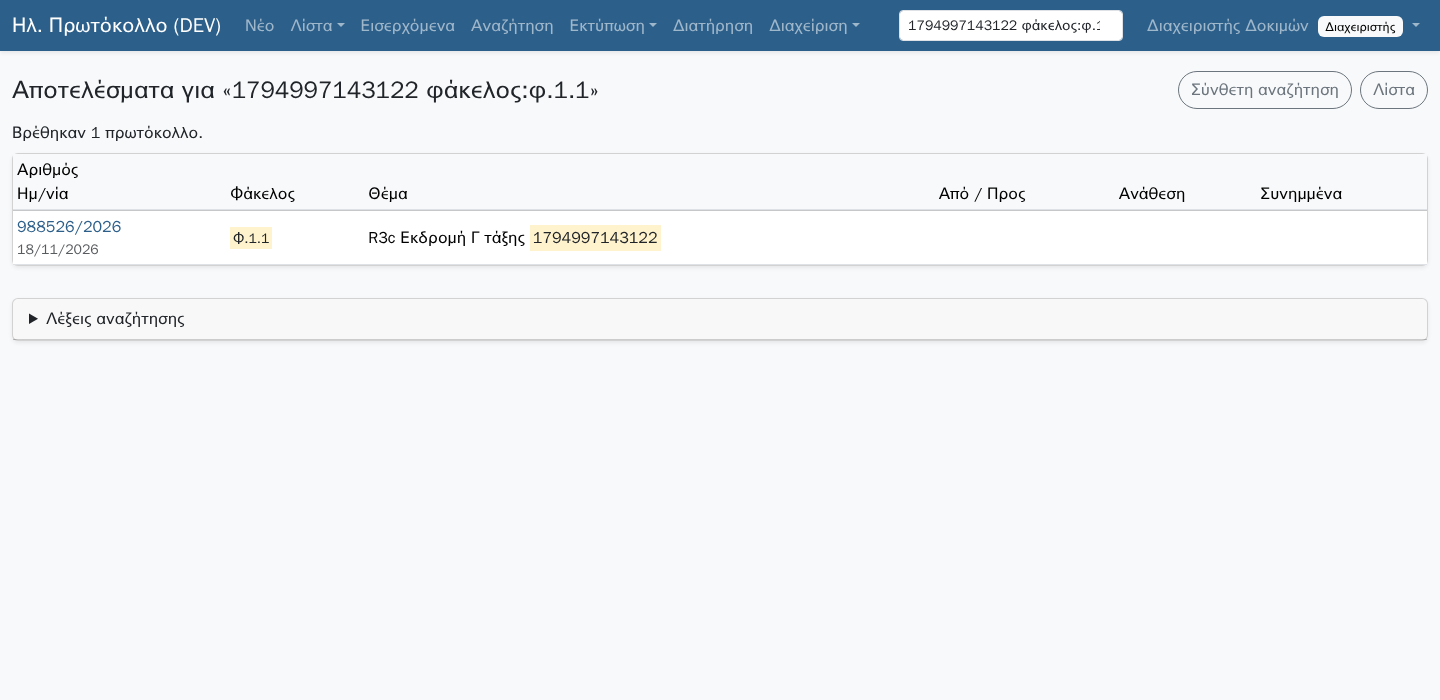 Ηλ. Πρωτόκολλο (DEV) Νέο Λίστα Εισερχόμενα Αναζήτηση Εκτύπωση Διατήρηση Διαχείριση 1794997143122 φάκελος:φ.1 Διαχειριστής Δοκιμών Διαχειριστής
Αποτελέσματα για «1794997143122 φάκελος:φ.1.1» Σύνθετη αναζήτηση Λίστα
Βρέθηκαν 1 πρωτόκολλο.
Αριθμός
Ημ/νία Φάκελος Θέμα Από / Προς Ανάθεση Συνημμένα
988526/2026
18/11/2026 Φ.1.1 R3c Εκδρομή Γ τάξης 1794997143122
Λέξεις αναζήτησης